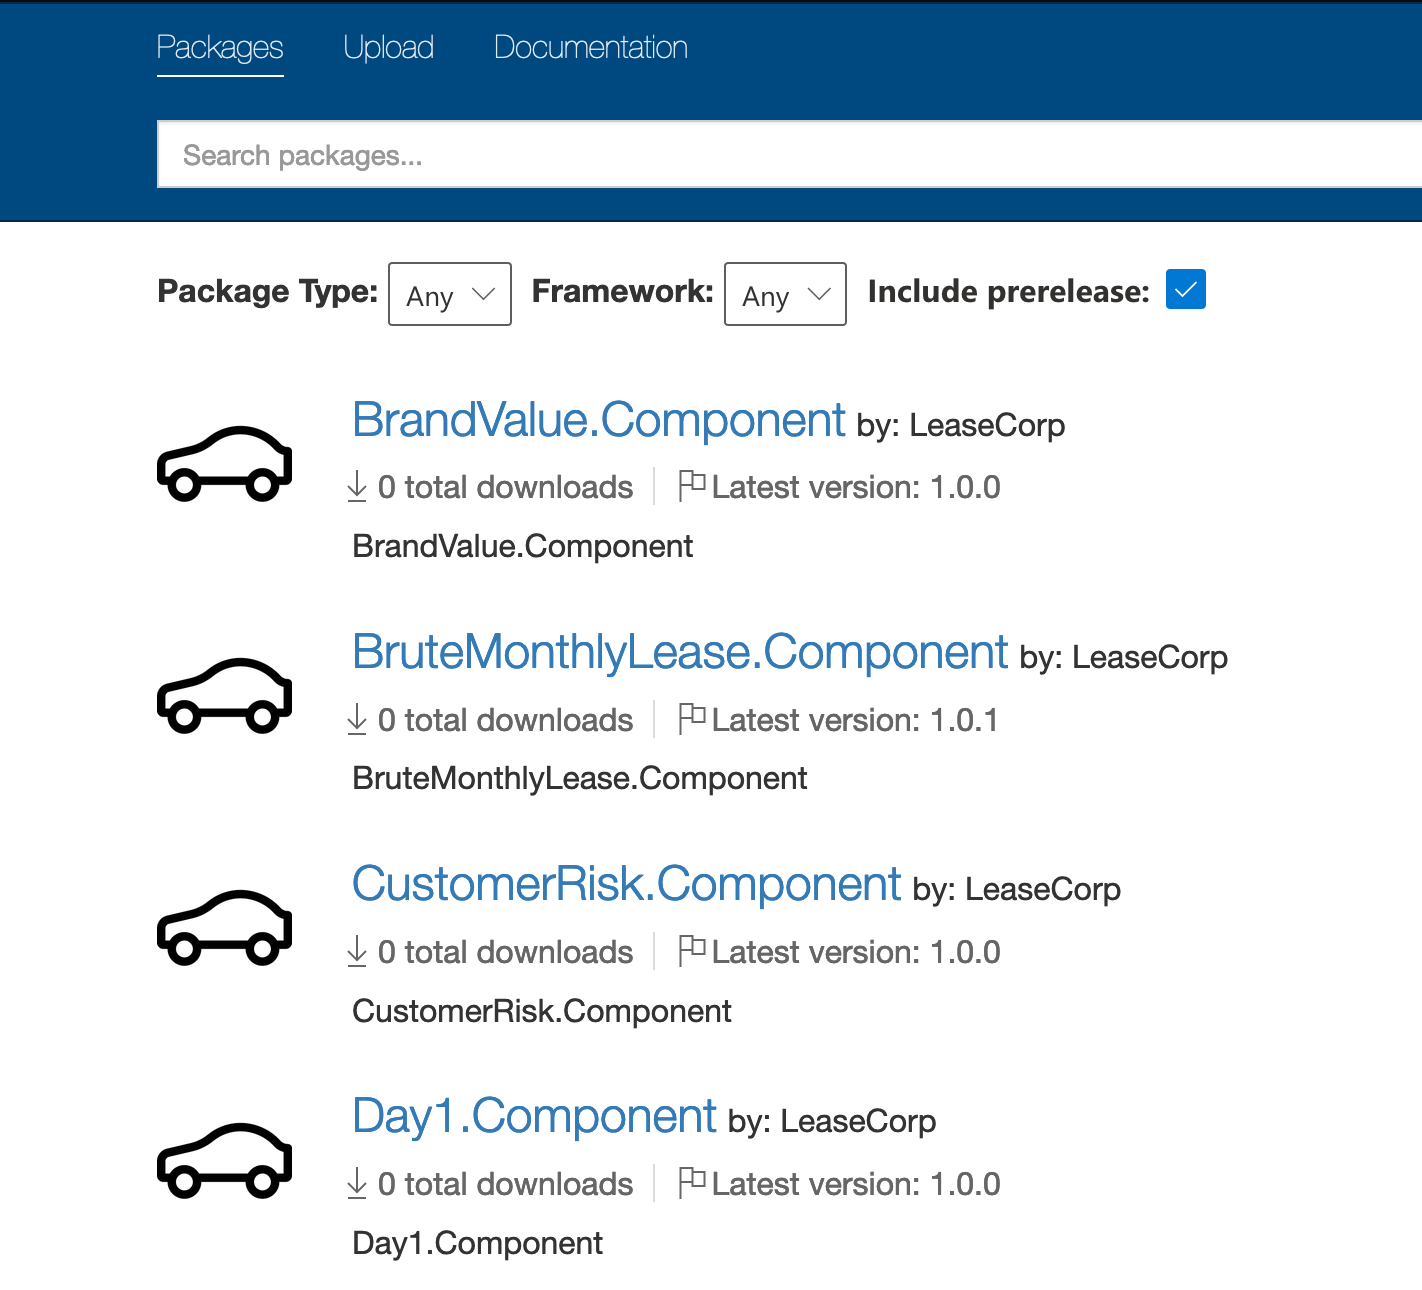 Packages Upload Documentation
Search packages...
Package Type: Any Framework: Any Include prerelease:
BrandValue.Component by: LeaseCorp
0 total downloads Latest version: 1.0.0
BrandValue.Component
BruteMonthlyLease.Component by: LeaseCorp
0 total downloads Latest version: 1.0.1
BruteMonthlyLease.Component
CustomerRisk.Component by: LeaseCorp
0 total downloads Latest version: 1.0.0
CustomerRisk.Component
Day1.Component by: LeaseCorp
0 total downloads Latest version: 1.0.0
Day1.Component